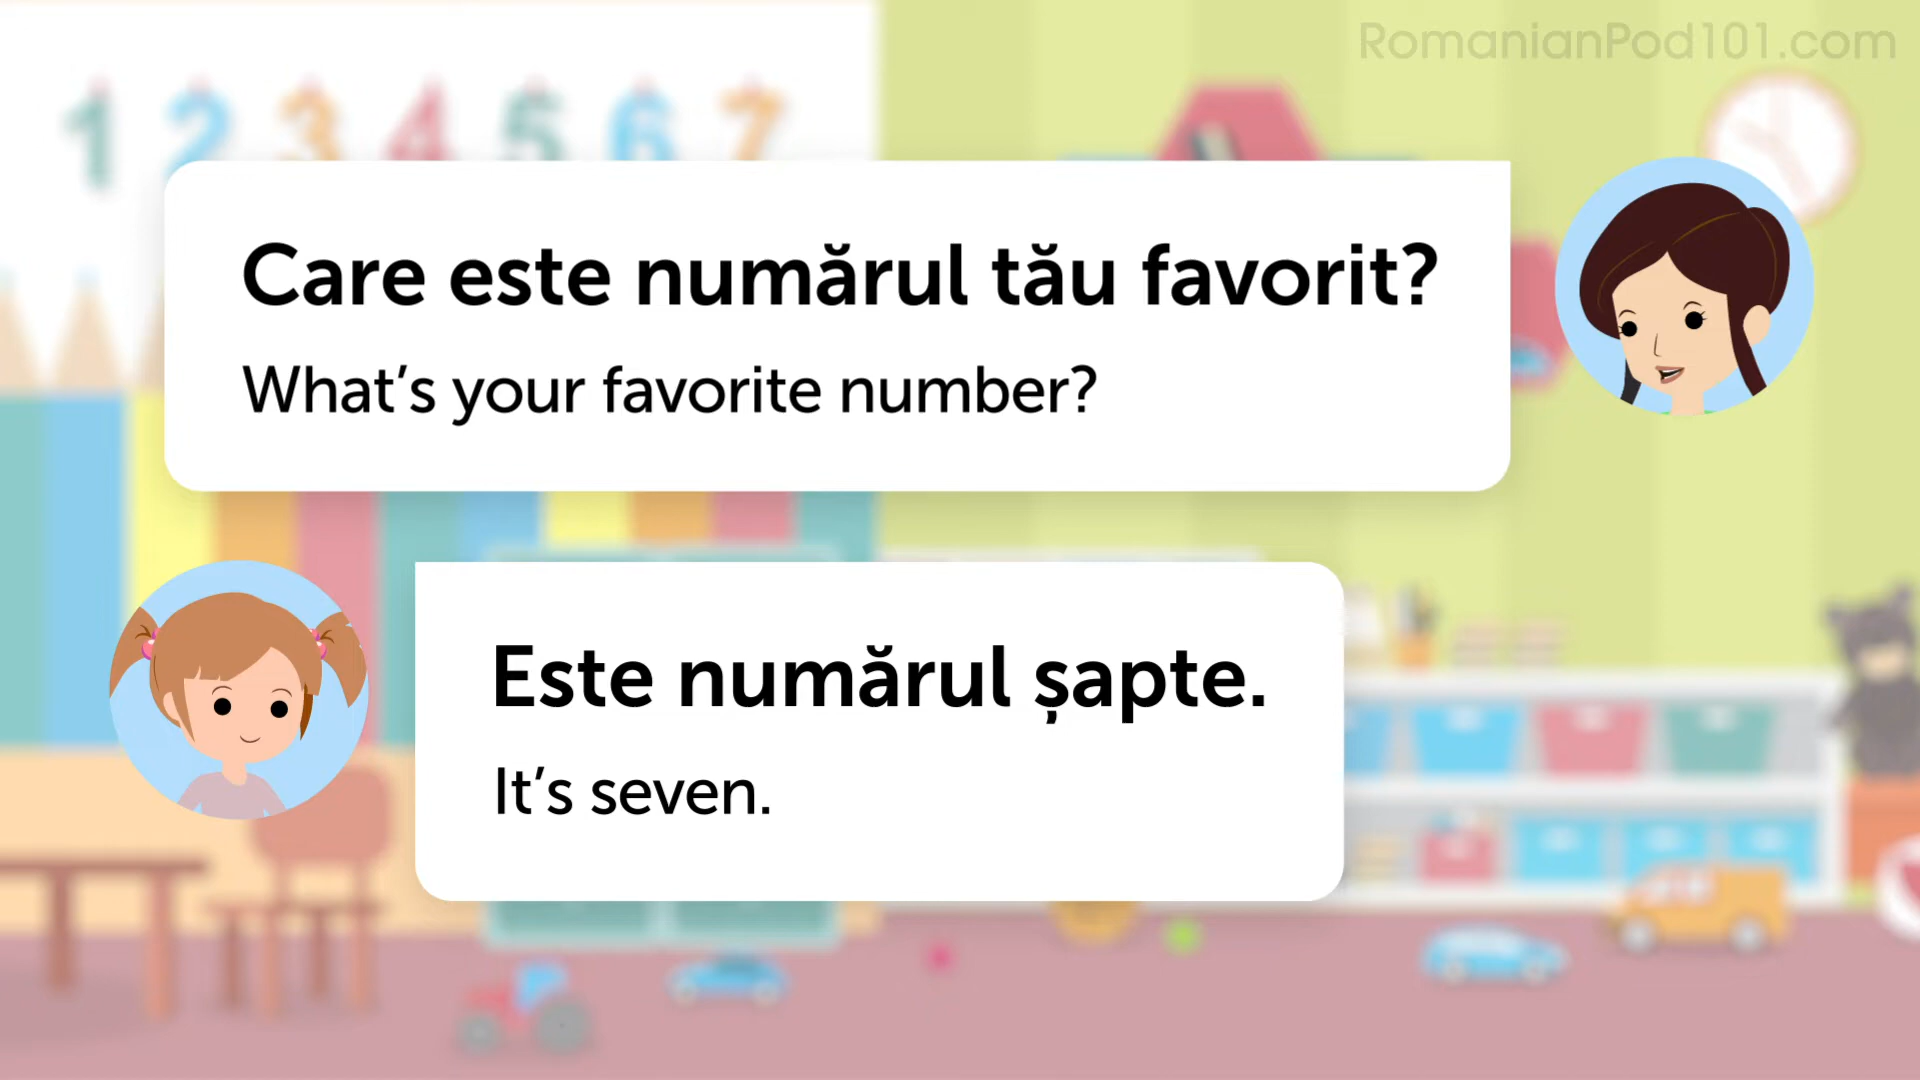 RomanianPod101.com
1 2 3 4 5 6 7
Care este numărul tău favorit?
What's your favorite number?
Este numărul șapte.
It's seven.